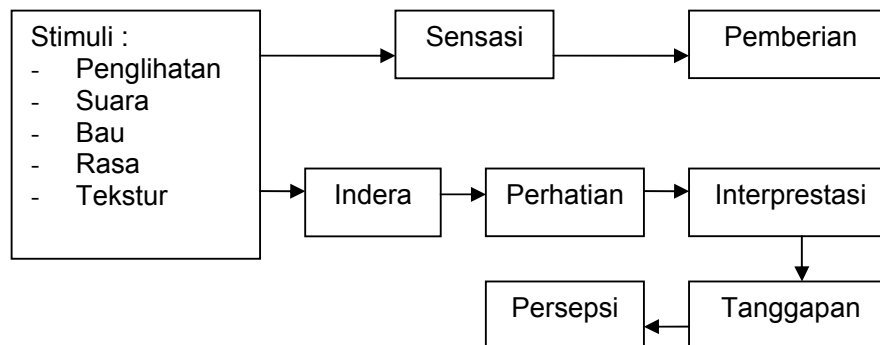 Stimuli :
- Penglihatan
- Suara
- Bau
- Rasa
- Tekstur
Sensasi
Pemberian
Indera
Perhatian
Interprestasi
Tanggapan
Persepsi